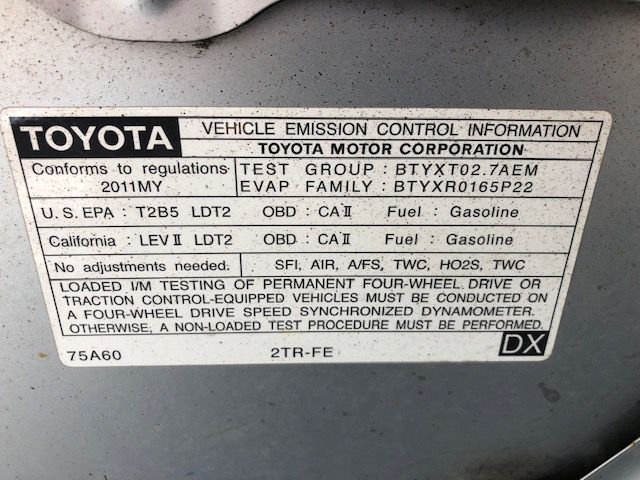 TOYOTA VEHICLE EMISSION CONTROL INFORMATION
TOYOTA MOTOR CORPORATION
Conforms to regulations TEST GROUP : BTYXT02.7AEM
2011MY EVAP FAMILY : BTYXR0165P22
U.S. EPA : T2B5 LDT2 OBD : CAⅡ Fuel : Gasoline
California : LEVⅡ LDT2 OBD : CAⅡ Fuel : Gasoline
No adjustments needed. SFI, AIR, A/FS, TWC, HO2S, TWC
LOADED I/M TESTING OF PERMANENT FOUR-WHEEL DRIVE OR
TRACTION CONTROL-EQUIPPED VEHICLES MUST BE CONDUCTED ON
A FOUR-WHEEL DRIVE SPEED SYNCHRONIZED DYNAMOMETER.
OTHERWISE, A NON-LOADED TEST PROCEDURE MUST BE PERFORMED.
75A60 2TR-FE DX